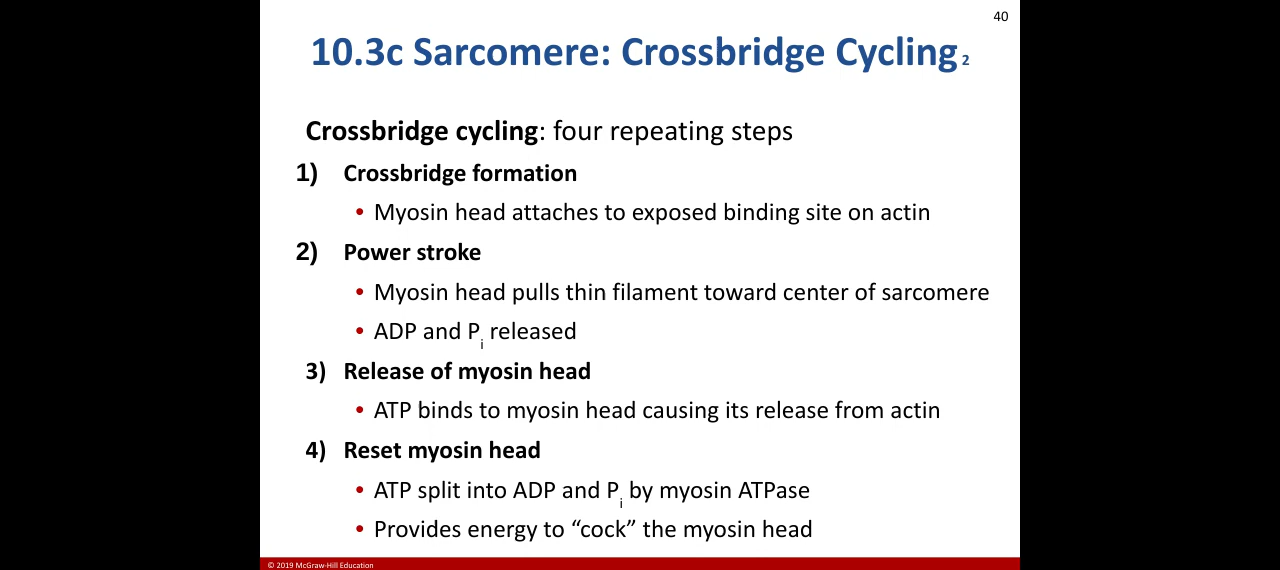 40
10.3c Sarcomere: Crossbridge Cycling 2
Crossbridge cycling: four repeating steps
1) Crossbridge formation
• Myosin head attaches to exposed binding site on actin
2) Power stroke
• Myosin head pulls thin filament toward center of sarcomere
• ADP and Pi released
3) Release of myosin head
• ATP binds to myosin head causing its release from actin
4) Reset myosin head
• ATP split into ADP and Pi by myosin ATPase
• Provides energy to “cock” the myosin head
© 2019 McGraw-Hill Education